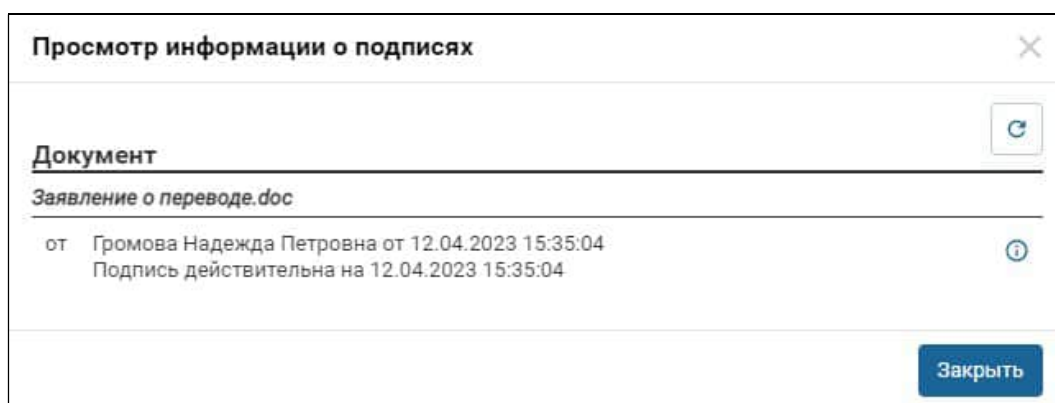 Просмотр информации о подписях
Документ
Заявление о переводе.doc
от Громова Надежда Петровна от 12.04.2023 15:35:04
Подпись действительна на 12.04.2023 15:35:04
Закрыть